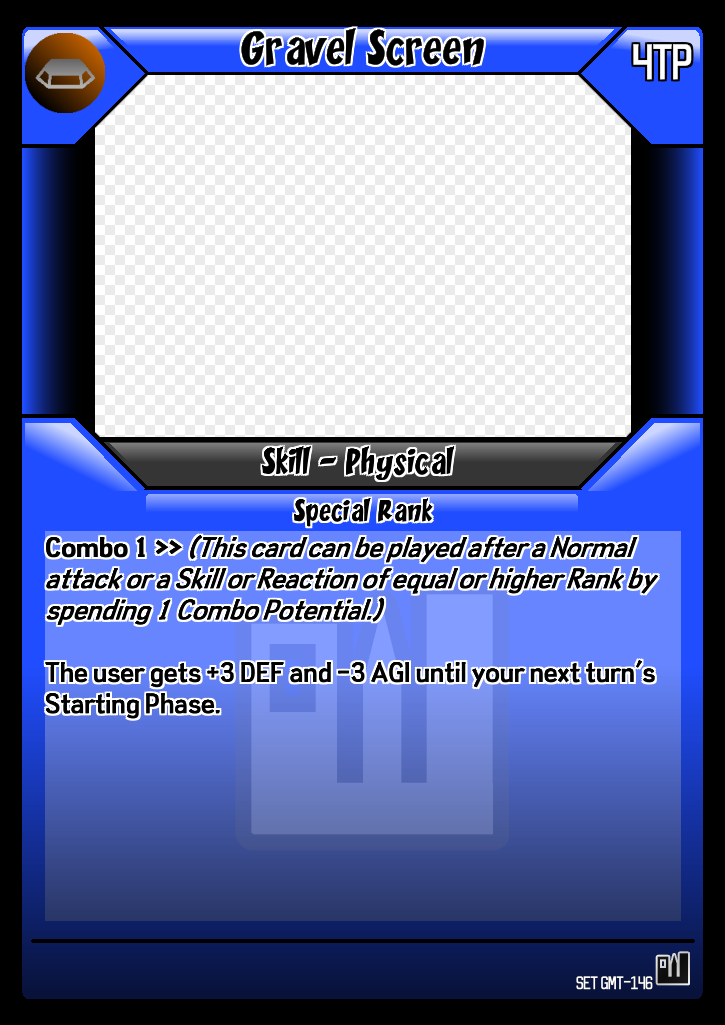 Gravel Screen
4TP
Skill - Physical
Special Rank
Combo 1 >> (This card can be played after a Normal
attack or a Skill or Reaction of equal or higher Rank by
spending 1 Combo Potential.)
The user gets +3 DEF and -3 AGI until your next turn's
Starting Phase.
SET GMT-146